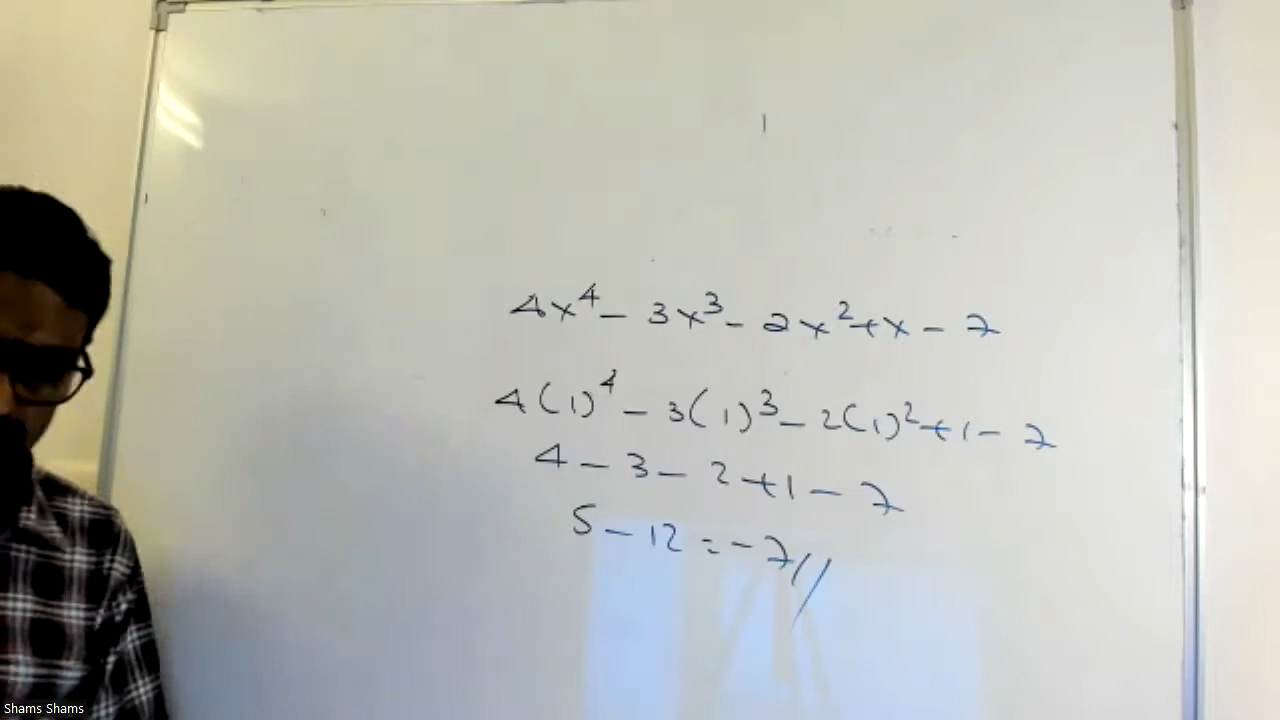 4x⁴ - 3x³ - 2x² + x - 7
4(1)⁴ - 3(1)³ - 2(1)² + 1 - 7
4 - 3 - 2 + 1 - 7
5 - 12 = -7//
Shams Shams